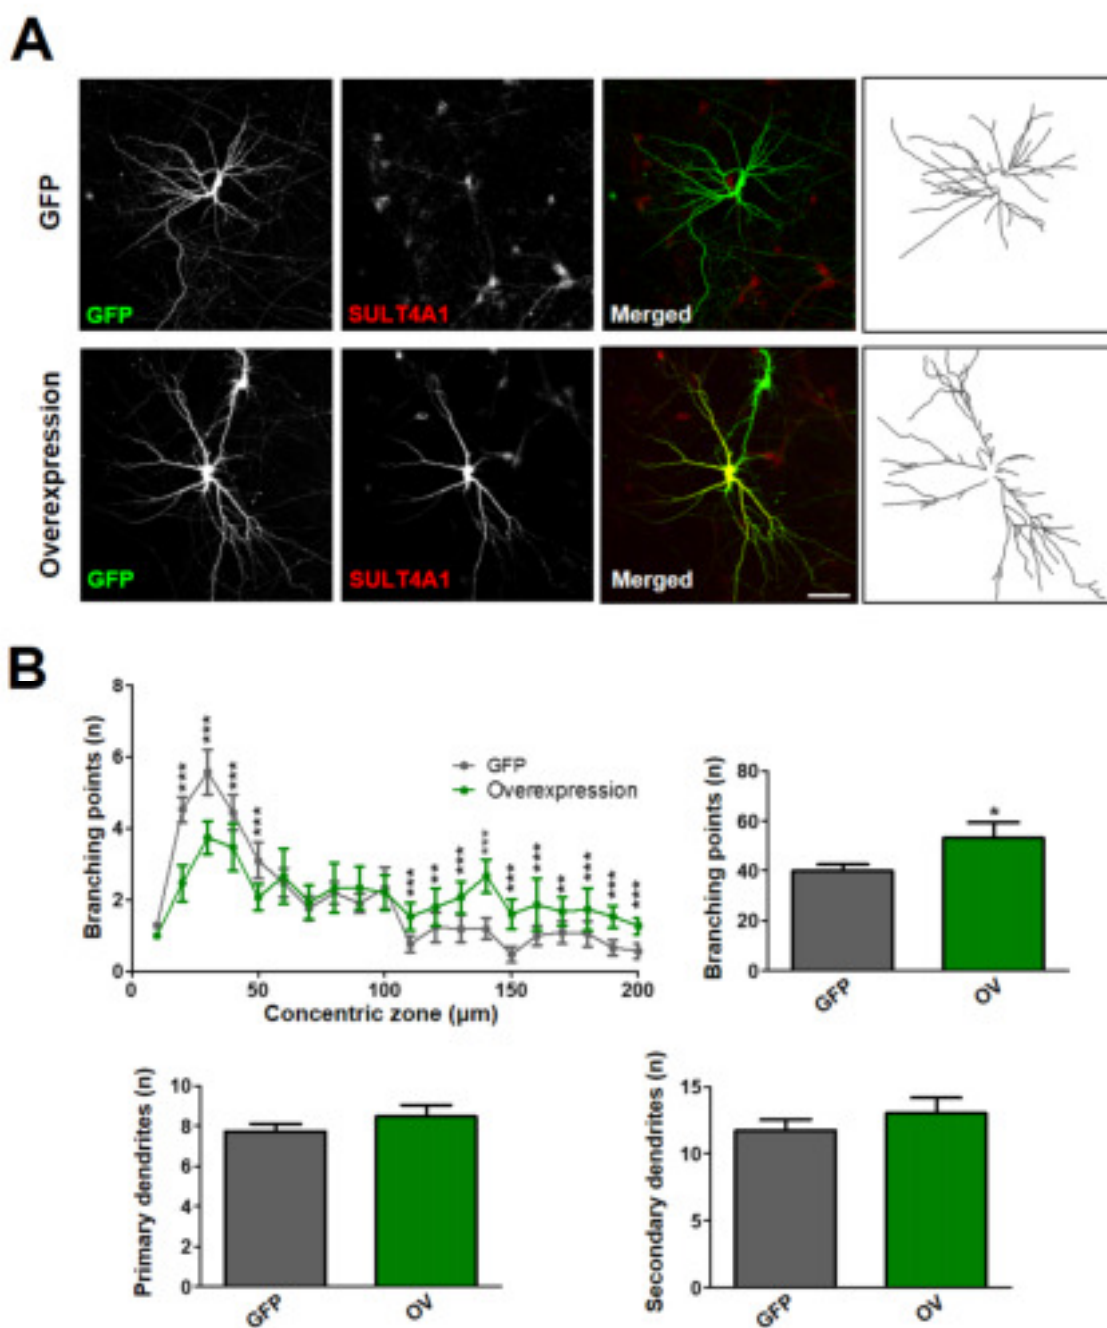 A
GFP
GFP
SULT4A1
Merged
Overexpression
GFP
SULT4A1
Merged
B
Branching points (n)
8
6
4
2
0
*** *** *** *** *** ** *** *** *** *** ** *** *** ***
GFP
Overexpression
0 50 100 150 200
Concentric zone (µm)
Branching points (n)
80
60
40
20
0
*
GFP OV
Primary dendrites (n)
10
8
6
4
2
0
GFP OV
Secondary dendrites (n)
15
10
5
0
GFP OV